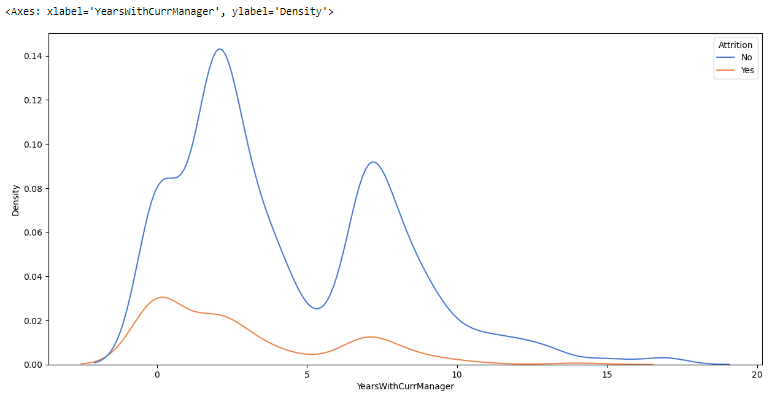 <Axes: xlabel='YearsWithCurrManager', ylabel='Density'>
Attrition
No
Yes
0.14
0.12
0.10
0.08
0.06
0.04
0.02
0.00
Density
0 5 10 15 20
YearsWithCurrManager